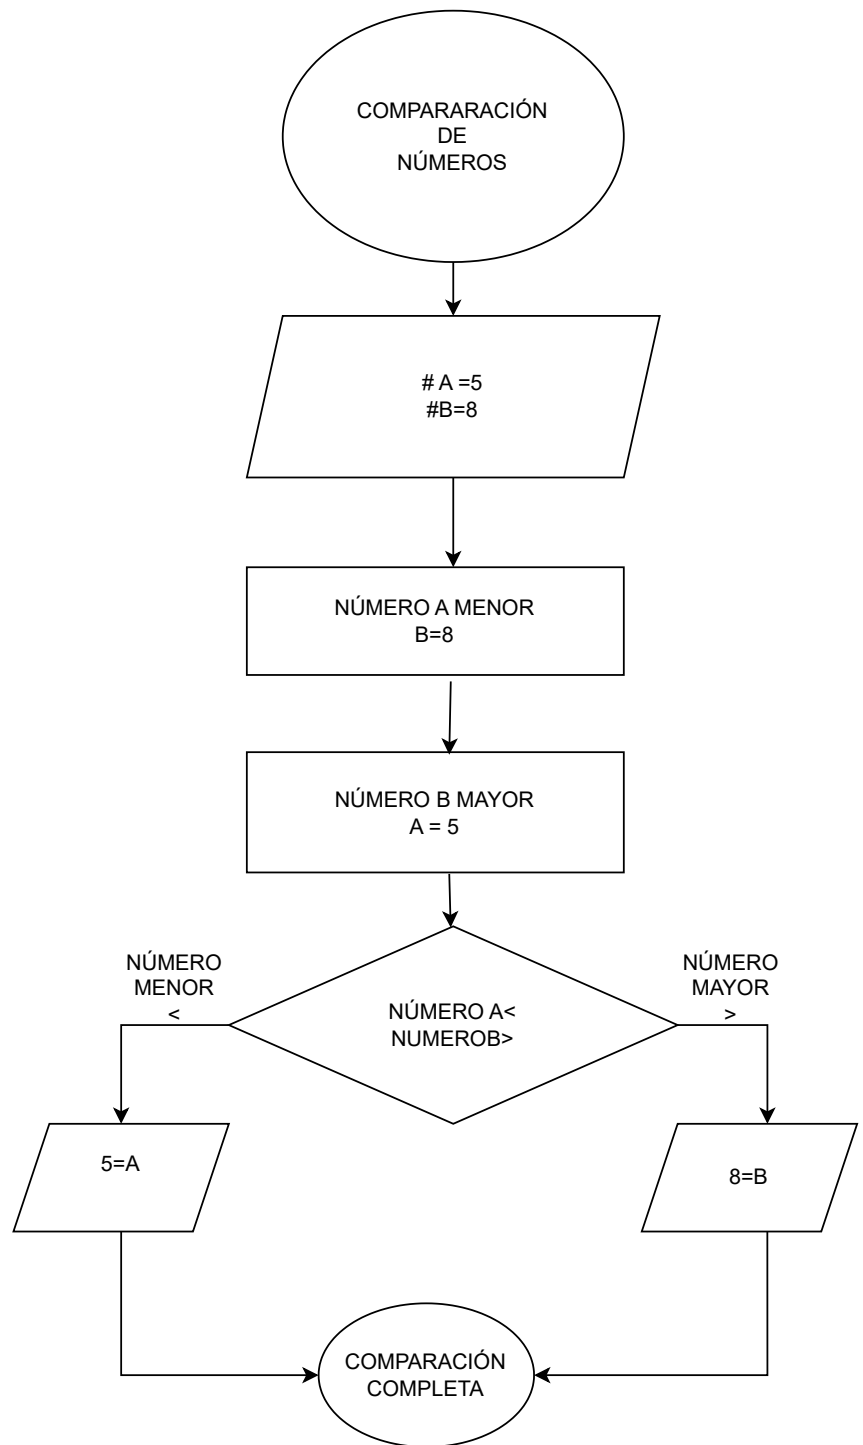 COMPARARACIÓN
DE
NÚMEROS
# A =5
#B=8
NÚMERO A MENOR
B=8
NÚMERO B MAYOR
A = 5
NÚMERO
MENOR
<
NÚMERO A<
NUMEROB>
NÚMERO
MAYOR
>
5=A
8=B
COMPARACIÓN
COMPLETA